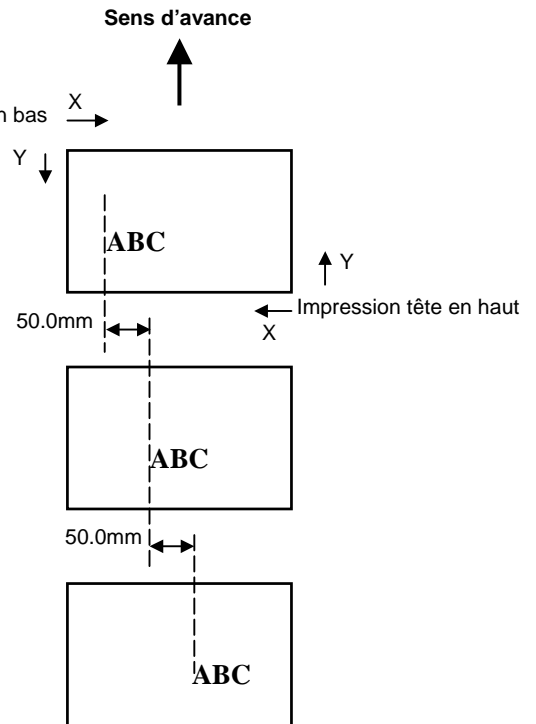 Sens d'avance
bas
X
Y
ABC
Y
Impression tête en haut
X
50.0mm
ABC
50.0mm
ABC